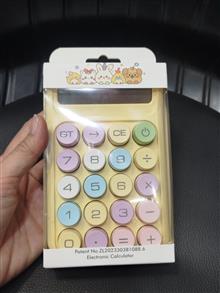 GT → CE
7 8 9 ÷
4 5 6 ×
1 2 3 −
0 . = +
Patent No ZL202330381088.6
Electronic Calculator